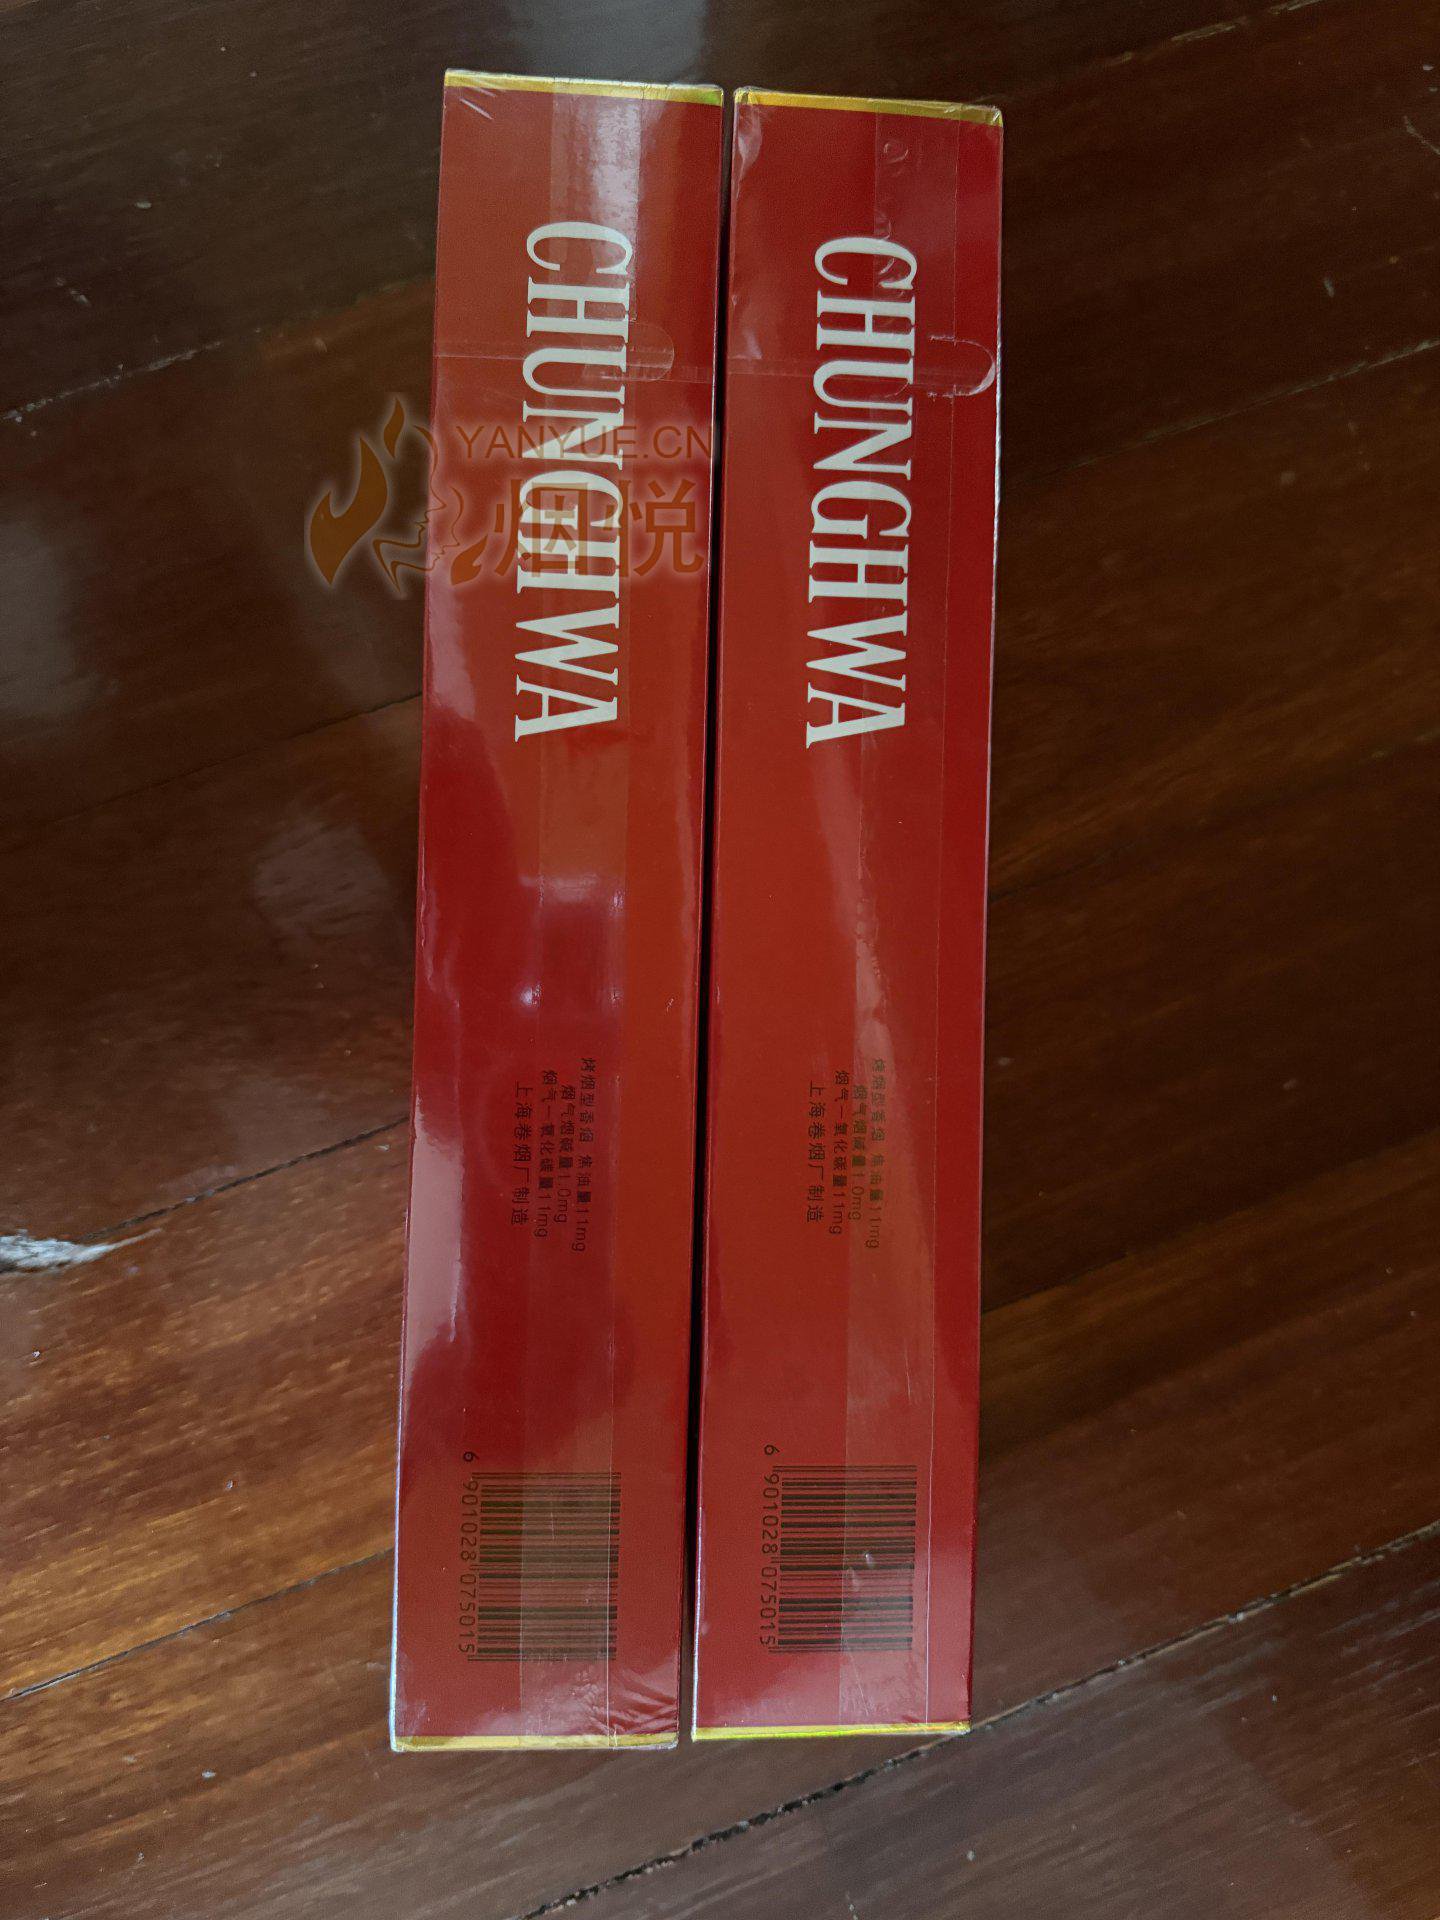 CHUNGHWA
烤烟型香烟 焦油量11mg
烟气烟碱量1.0mg
烟气一氧化碳量11mg
上海卷烟厂制造
6 901028 075015
CHUNGHWA
烤烟型香烟 焦油量11mg
烟气烟碱量1.0mg
烟气一氧化碳量11mg
上海卷烟厂制造
6 901028 075015
YANYUE.CN
烟悦